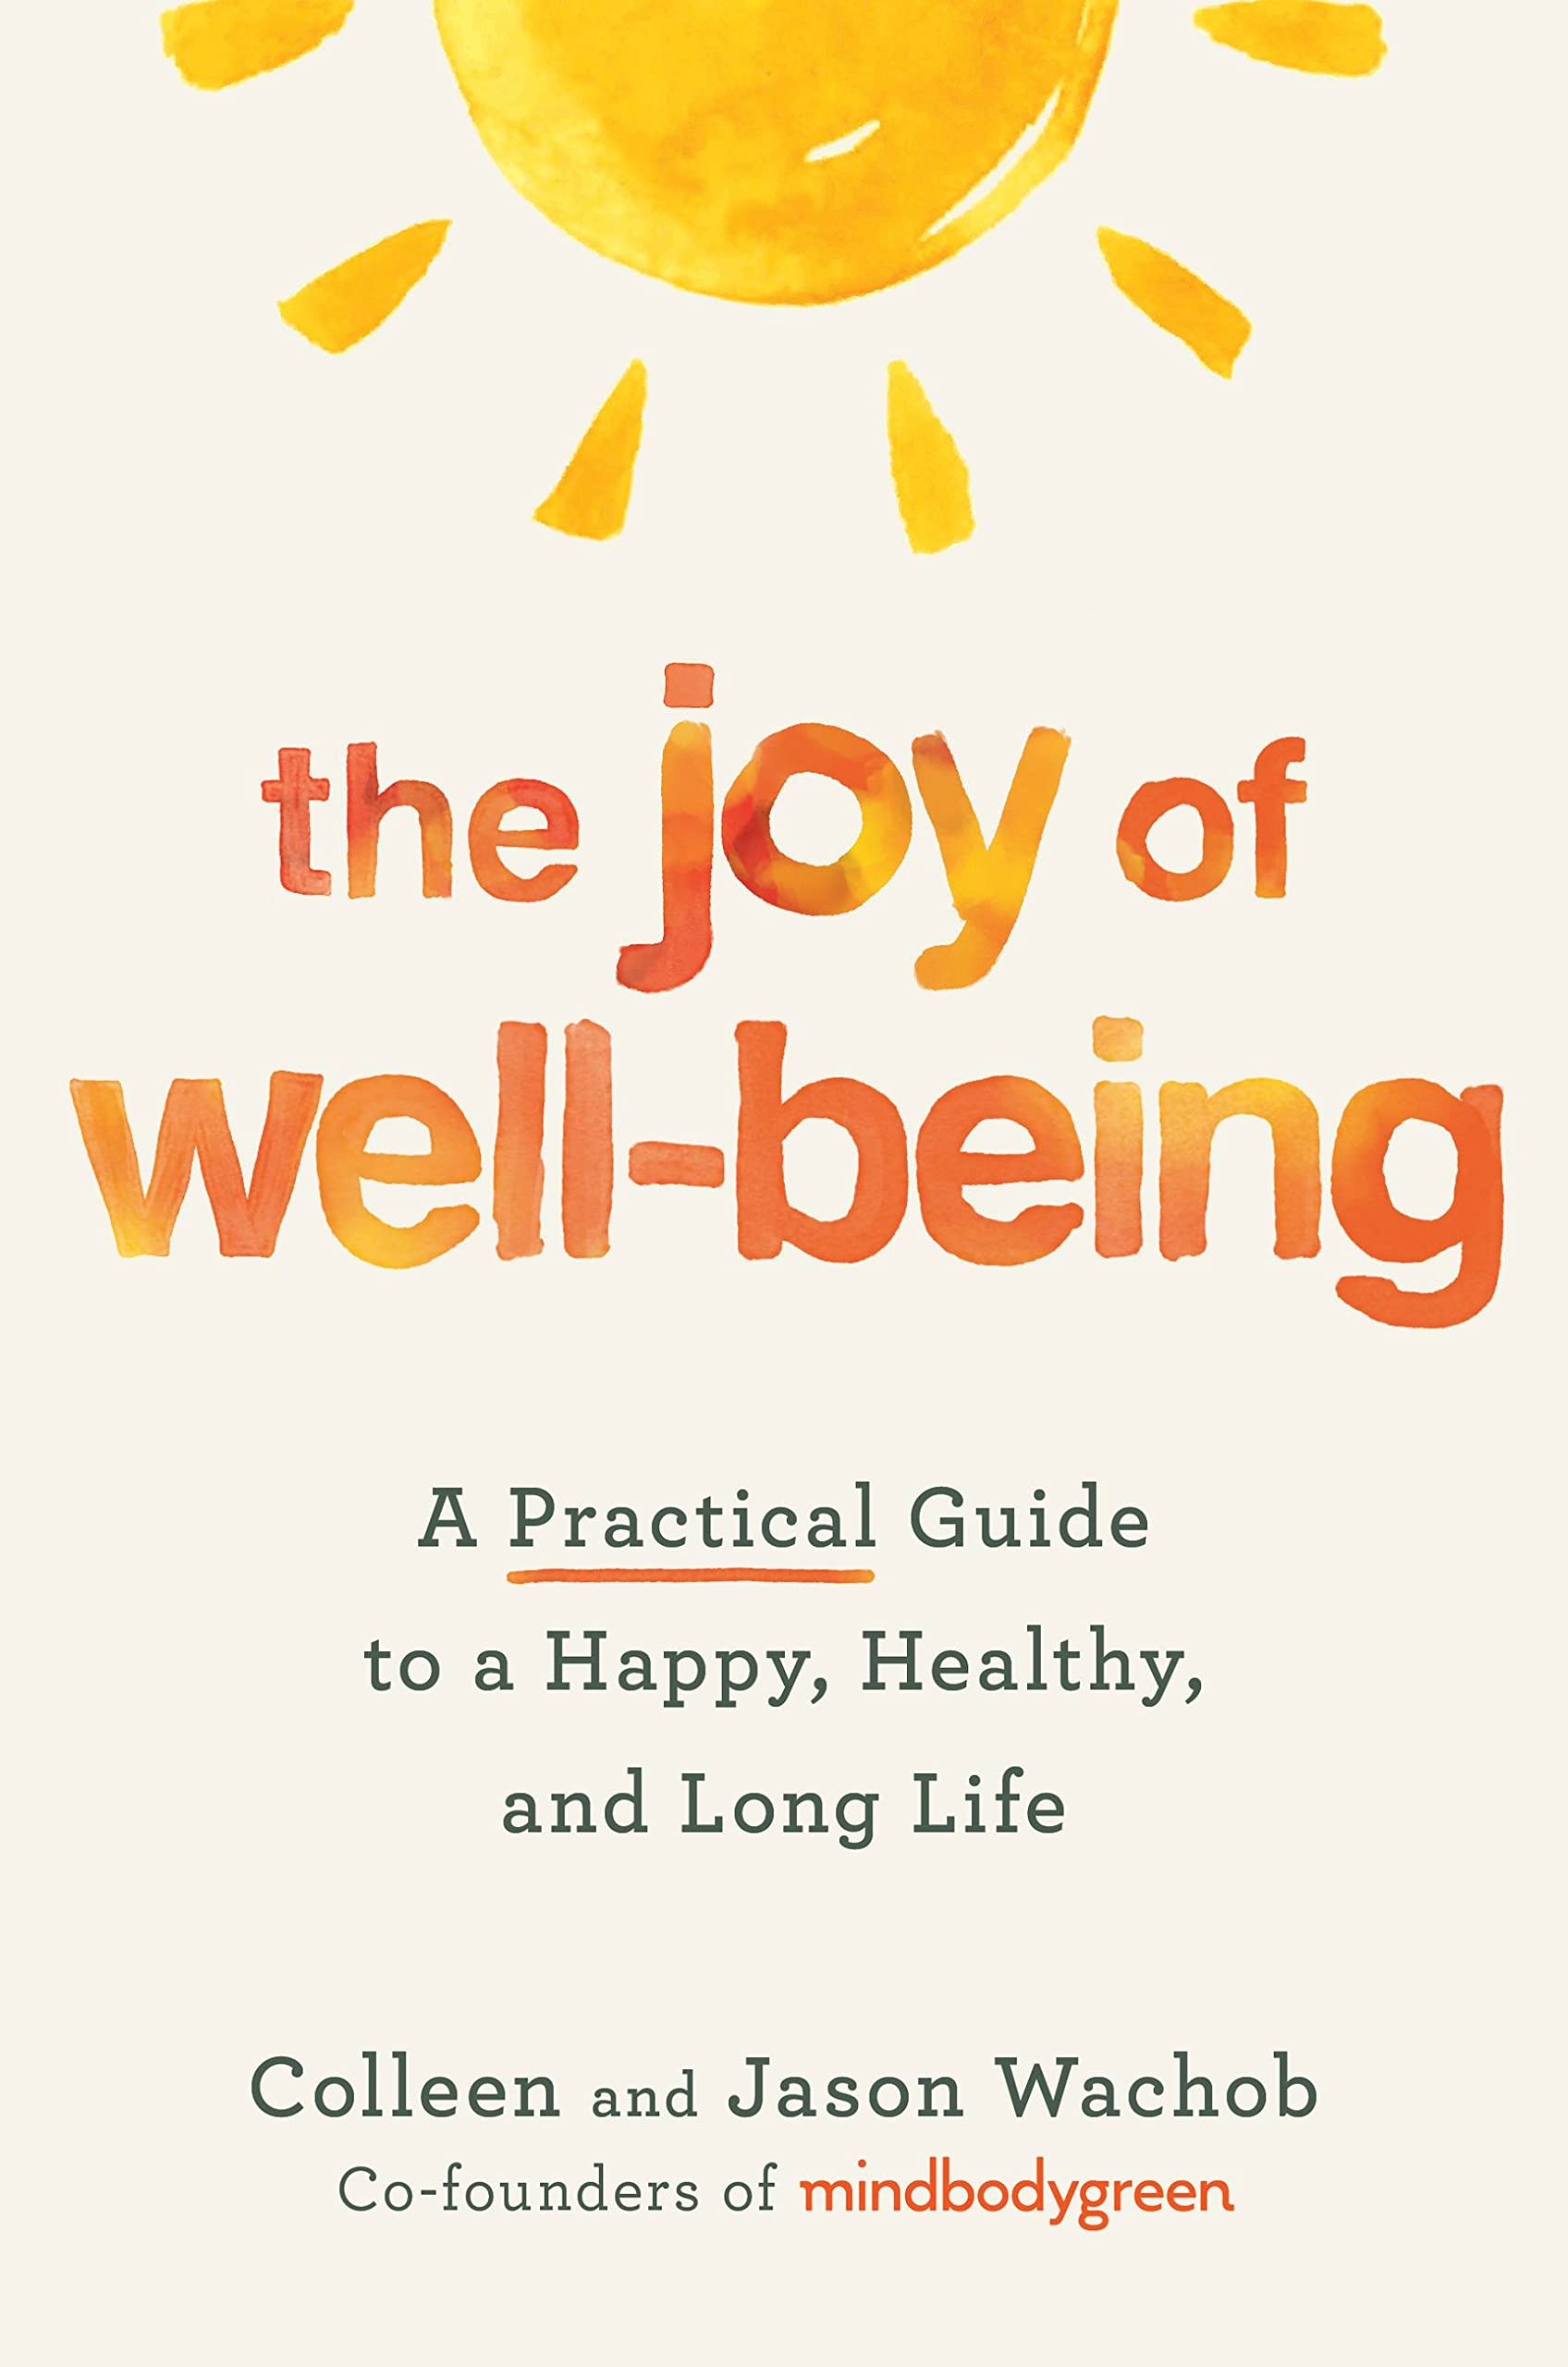 the joy of
well-being
A Practical Guide
to a Happy, Healthy,
and Long Life
Colleen and Jason Wachob
Co-founders of mindbodygreen